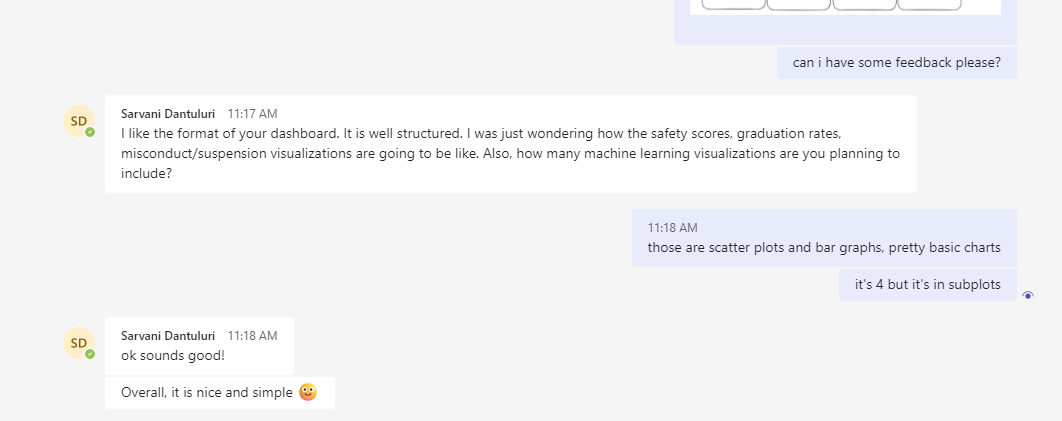 can i have some feedback please?
SD
Sarvani Dantuluri 11:17 AM
I like the format of your dashboard. It is well structured. I was just wondering how the safety scores, graduation rates,
misconduct/suspension visualizations are going to be like. Also, how many machine learning visualizations are you planning to
include?
11:18 AM
those are scatter plots and bar graphs, pretty basic charts
it's 4 but it's in subplots
SD
Sarvani Dantuluri 11:18 AM
ok sounds good!
Overall, it is nice and simple